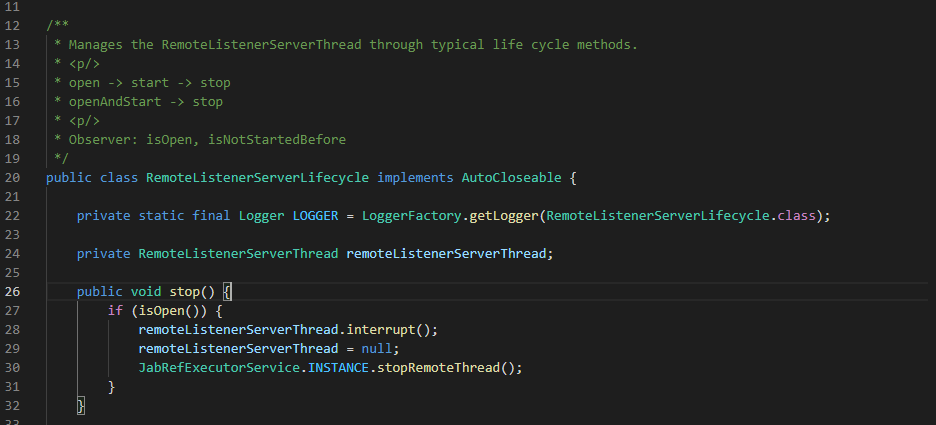 11
12 /**
13 * Manages the RemoteListenerServerThread through typical life cycle methods.
14 * <p/>
15 * open -> start -> stop
16 * openAndStart -> stop
17 * <p/>
18 * Observer: isOpen, isNotStartedBefore
19 */
20 public class RemoteListenerServerLifecycle implements AutoCloseable {
21
22 private static final Logger LOGGER = LoggerFactory.getLogger(RemoteListenerServerLifecycle.class);
23
24 private RemoteListenerServerThread remoteListenerServerThread;
25
26 public void stop() {
27 if (isOpen()) {
28 remoteListenerServerThread.interrupt();
29 remoteListenerServerThread = null;
30 JabRefExecutorService.INSTANCE.stopRemoteThread();
31 }
32 }
33